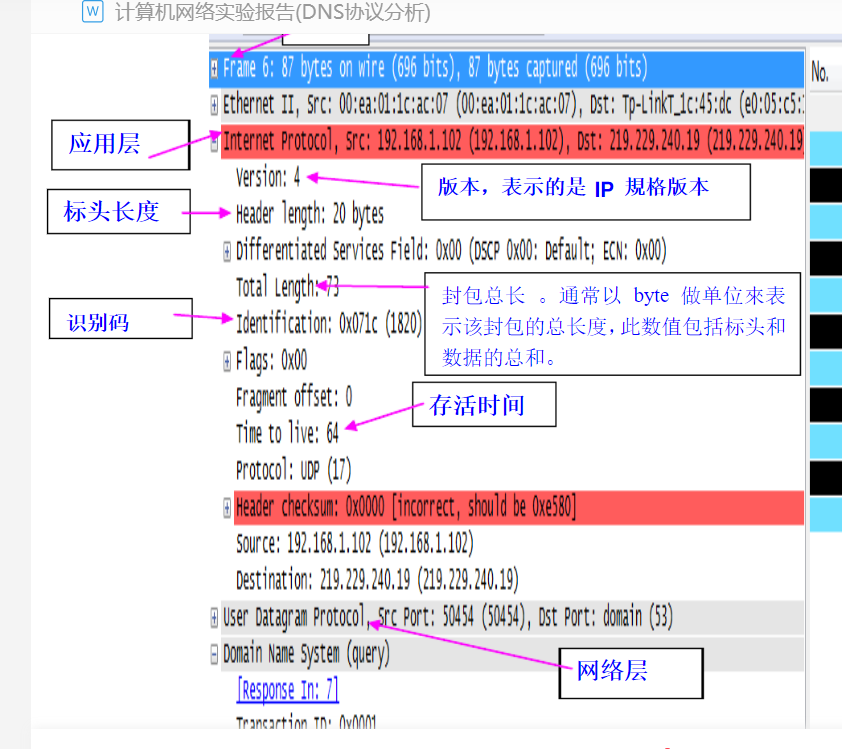 W 计算机网络实验报告(DNS协议分析)
Frame 6: 87 bytes on wire (696 bits), 87 bytes captured (696 bits)
No.
Ethernet II, Src: 00:ea:01:1c:ac:07 (00:ea:01:1c:ac:07), Dst: Tp-LinkT_1c:45:dc (e0:05:c5:
应用层
Internet Protocol, Src: 192.168.1.102 (192.168.1.102), Dst: 219.229.240.19 (219.229.240.19
Version: 4
版本，表示的是 IP 规格版本
标头长度
Header length: 20 bytes
Differentiated Services Field: 0x00 (DSCP 0x00: Default; ECN: 0x00)
Total Length: 73
封包总长 。通常以 byte 做单位來表
示该封包的总长度，此数值包括标头和
数据的总和。
识别码
Identification: 0x071c (1820)
Flags: 0x00
Fragment offset: 0
存活时间
Time to live: 64
Protocol: UDP (17)
Header checksum: 0x0000 [incorrect, should be 0xe580]
Source: 192.168.1.102 (192.168.1.102)
Destination: 219.229.240.19 (219.229.240.19)
User Datagram Protocol, Src Port: 50454 (50454), Dst Port: domain (53)
Domain Name System (query)
网络层
[Response In: 7]
Transaction ID: 0x0001